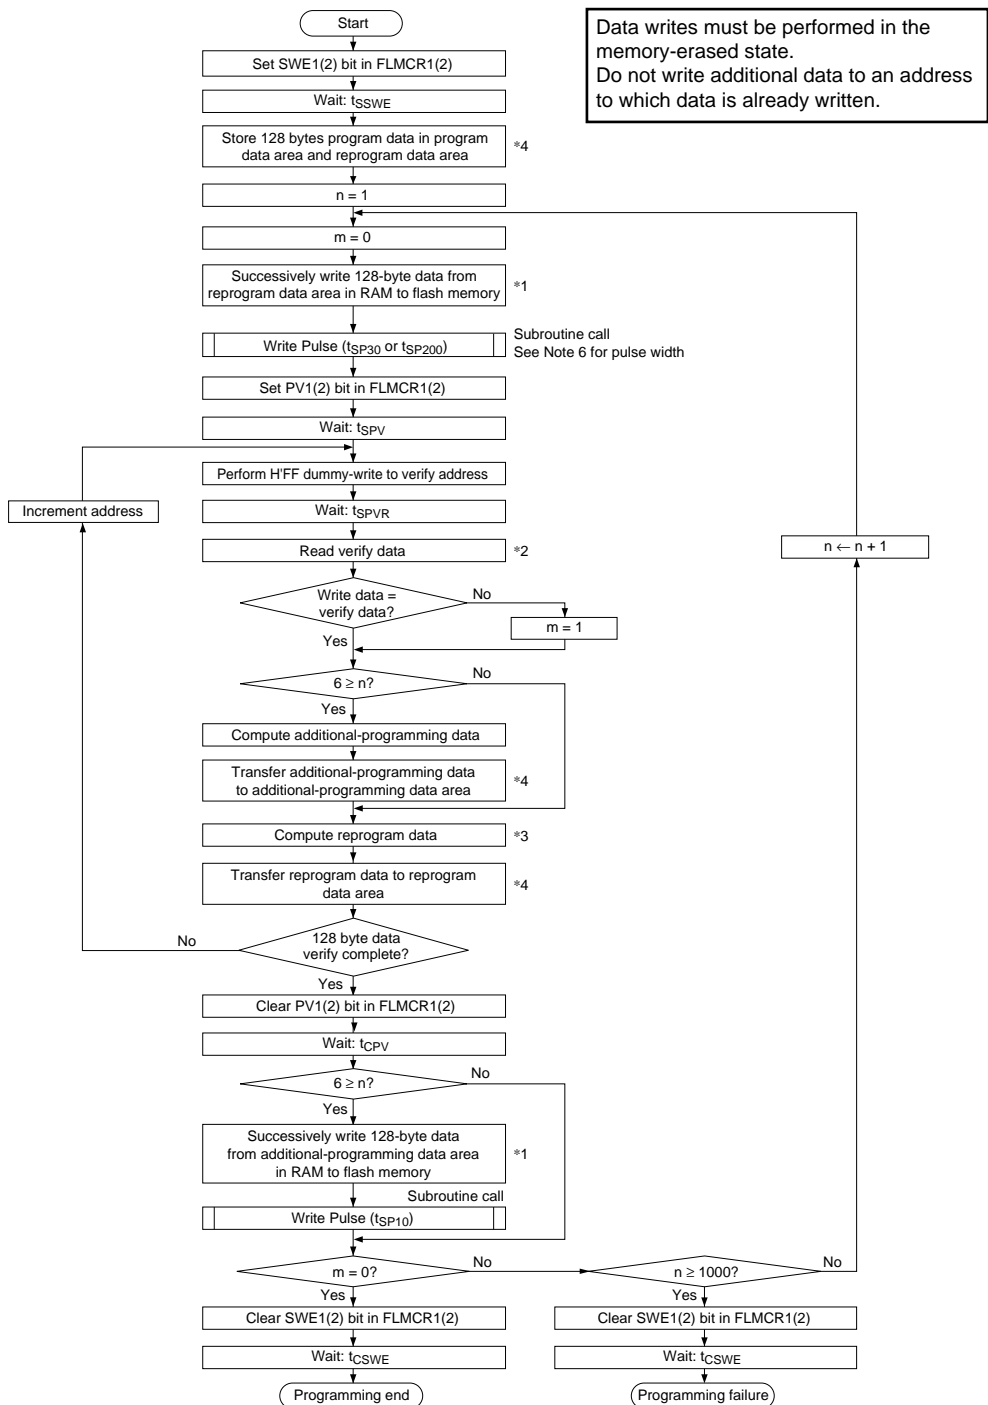 Start
Data writes must be performed in the
memory-erased state.
Do not write additional data to an address
to which data is already written.
Set SWE1(2) bit in FLMCR1(2)
Wait: tSSWE
Store 128 bytes program data in program
data area and reprogram data area
*4
n = 1
m = 0
Successively write 128-byte data from
reprogram data area in RAM to flash memory
*1
Write Pulse (tSP30 or tSP200)
Subroutine call
See Note 6 for pulse width
Set PV1(2) bit in FLMCR1(2)
Wait: tSPV
Perform H'FF dummy-write to verify address
Increment address
Wait: tSPVR
Read verify data
*2
n ← n + 1
Write data =
verify data?
No
m = 1
Yes
6 ≥ n?
No
Yes
Compute additional-programming data
Transfer additional-programming data
to additional-programming data area
*4
Compute reprogram data
*3
Transfer reprogram data to reprogram
data area
*4
128 byte data
verify complete?
No
Yes
Clear PV1(2) bit in FLMCR1(2)
Wait: tCPV
6 ≥ n?
No
Yes
Successively write 128-byte data
from additional-programming data area
in RAM to flash memory
*1
Subroutine call
Write Pulse (tSP10)
m = 0?
No
n ≥ 1000?
No
Yes
Yes
Clear SWE1(2) bit in FLMCR1(2)
Clear SWE1(2) bit in FLMCR1(2)
Wait: tCSWE
Wait: tCSWE
Programming end
Programming failure